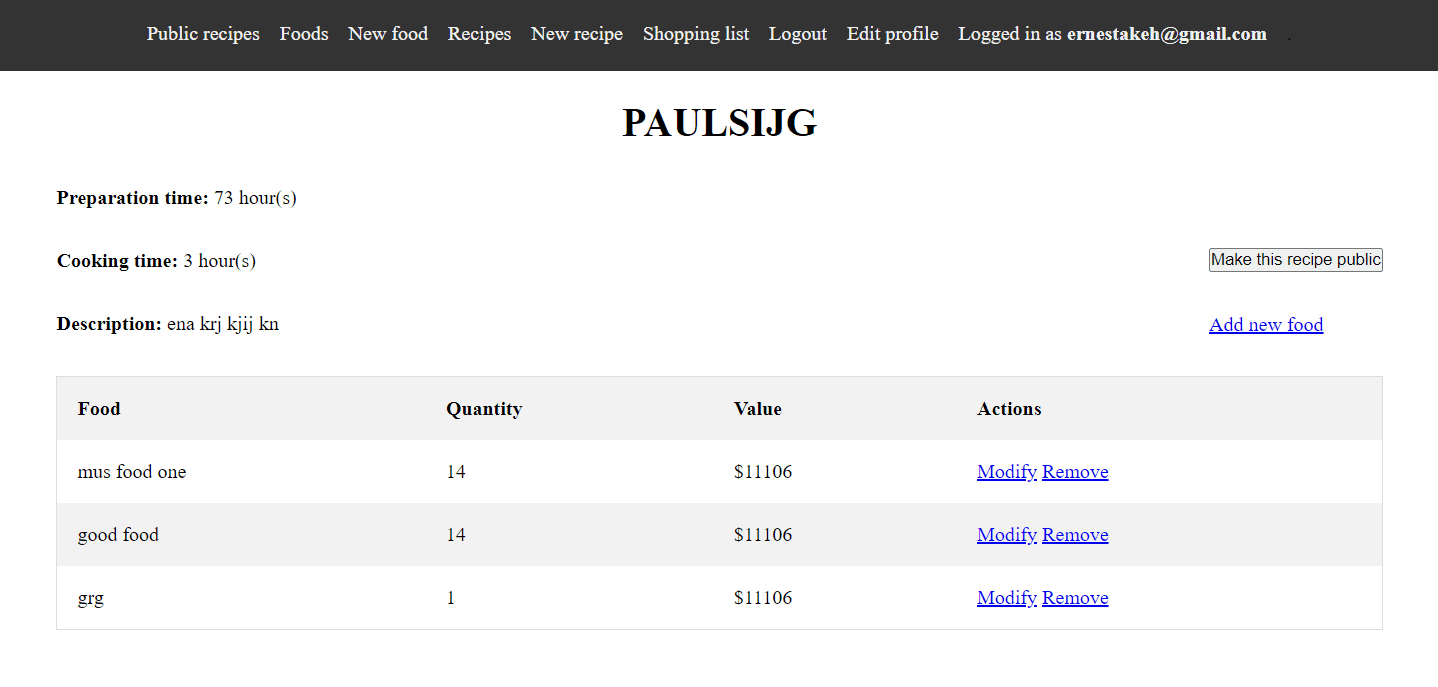 Public recipes Foods New food Recipes New recipe Shopping list Logout Edit profile Logged in as ernestakeh@gmail.com .
PAULSIJG
Preparation time: 73 hour(s)
Cooking time: 3 hour(s)
Make this recipe public
Description: ena krj kjij kn
Add new food
Food Quantity Value Actions
mus food one 14 $11106 Modify Remove
good food 14 $11106 Modify Remove
grg 1 $11106 Modify Remove